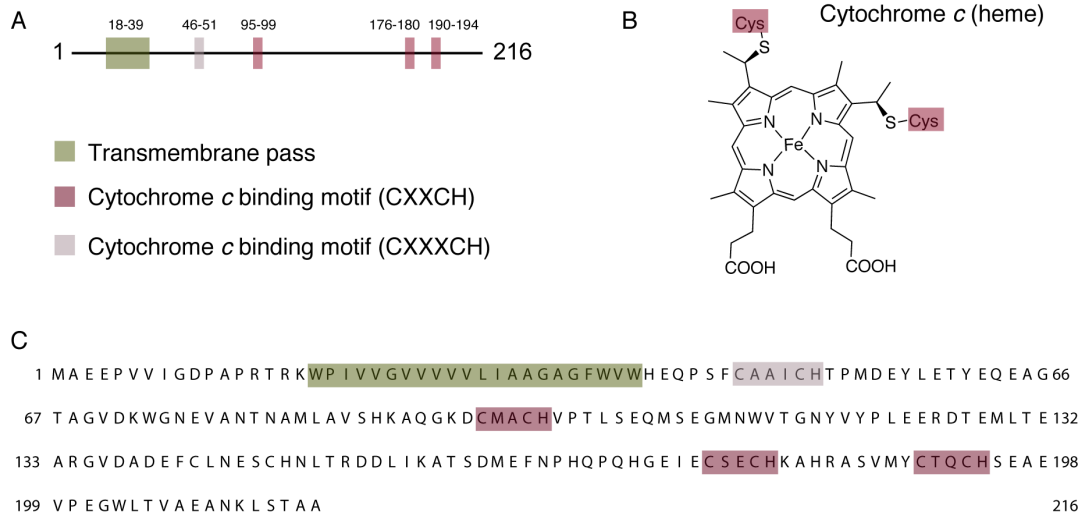 A
18-39 46-51 95-99 176-180 190-194
1 216
Transmembrane pass
Cytochrome c binding motif (CXXCH)
Cytochrome c binding motif (CXXXCH)
B
Cytochrome c (heme)
Cys
S
S Cys
N N
Fe
N N
COOH COOH
C
1 M A E E P V V I G D P A P R T R K W P I V V G V V V V V L I A A G A G F W V W H E Q P S F C A A I C H T P M D E Y L E T Y E Q E A G 66
67 T A G V D K W G N E V A N T N A M L A V S H K A Q G K D C M A C H V P T L S E Q M S E G M N W V T G N Y V Y P L E E R D T E M L T E 132
133 A R G V D A D E F C L N E S C H N L T R D D L I K A T S D M E F N P H Q P Q H G E I E C S E C H K A H R A S V M Y C T Q C H S E A E 198
199 V P E G W L T V A E A N K L S T A A 216